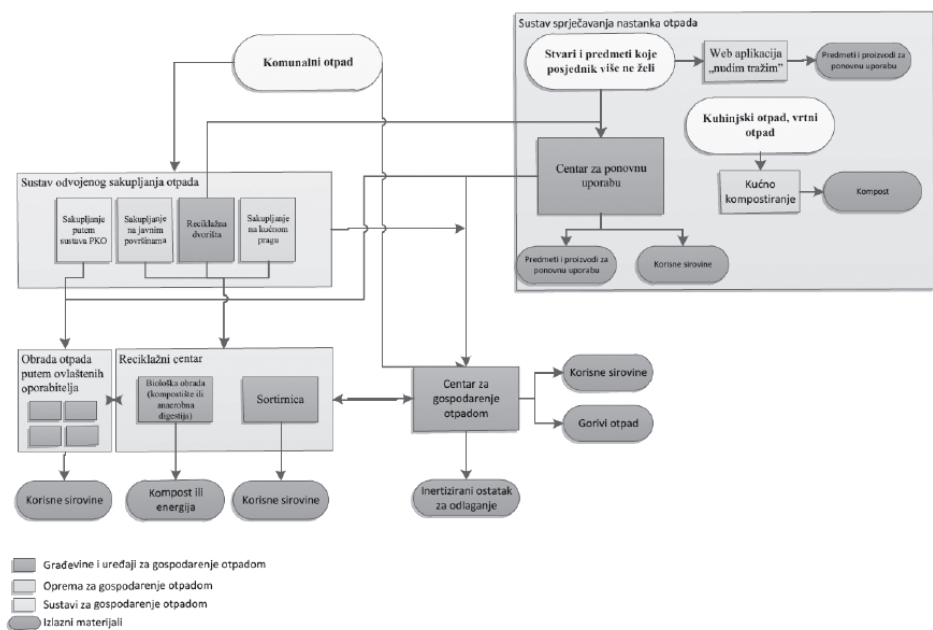 Sustav sprječavanja nastanka otpada
Komunalni otpad
Stvari i predmeti koje
posjednik više ne želi
Web aplikacija
„nudim tražim”
Predmeti i proizvodi za
ponovnu uporabu
Kuhinjski otpad, vrtni
otpad
Centar za ponovnu
uporabu
Kućno
kompostiranje
Kompost
Predmeti i proizvodi za
ponovnu uporabu
Korisne sirovine
Sustav odvojenog sakupljanja otpada
Sakupljanje
putem
sustava PKO
Sakupljanje
na javnim
površinama
Reciklažna
dvorišta
Sakupljanje
na kućnom
pragu
Obrada otpada
putem ovlaštenih
oporabitelja
Reciklažni centar
Biološka obrada
(kompostište ili
anaerobna
digestija)
Sortirnica
Centar za
gospodarenje
otpadom
Korisne sirovine
Gorivi otpad
Korisne sirovine
Kompost ili
energija
Korisne sirovine
Inertizirani ostatak
za odlaganje
Građevine i uređaji za gospodarenje otpadom
Oprema za gospodarenje otpadom
Sustavi za gospodarenje otpadom
Izlazni materijali